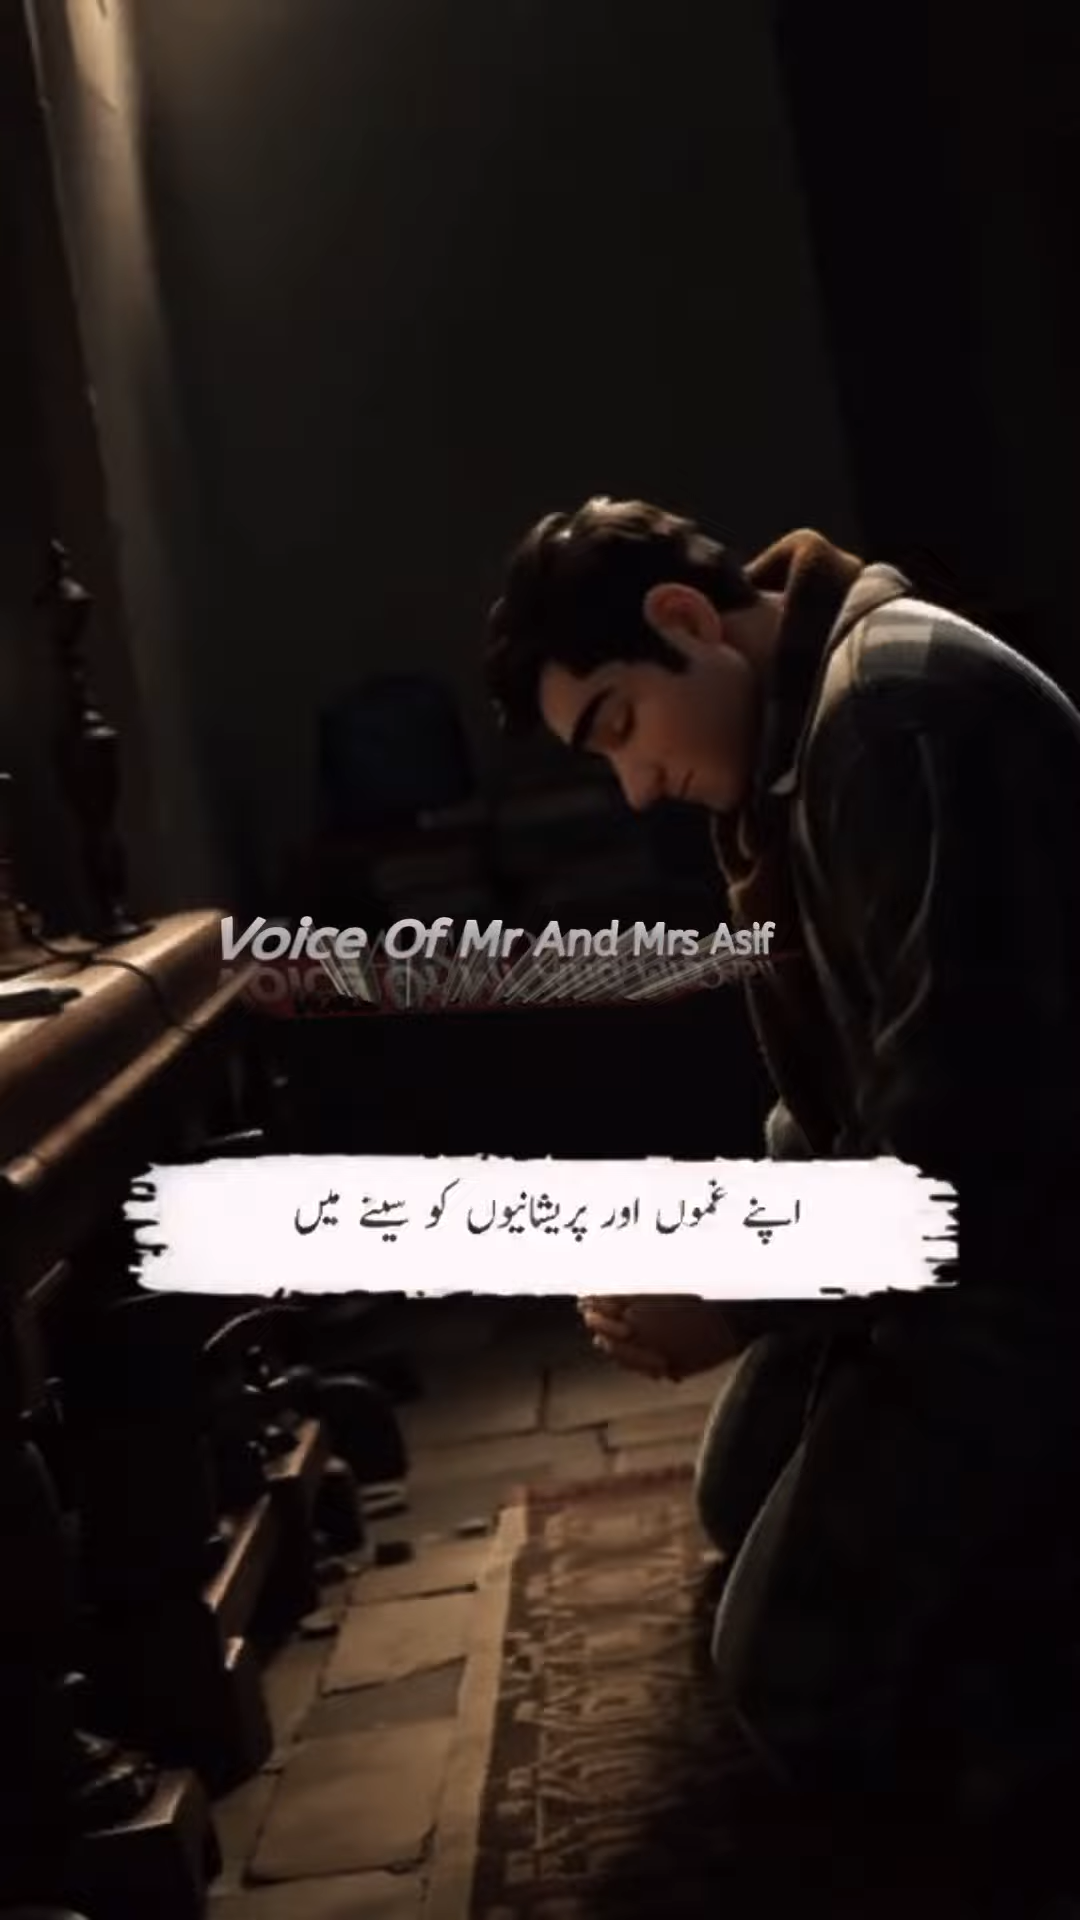 Voice Of Mr And Mrs Asif
اپنے غموں اور پریشانیوں کو سینے میں